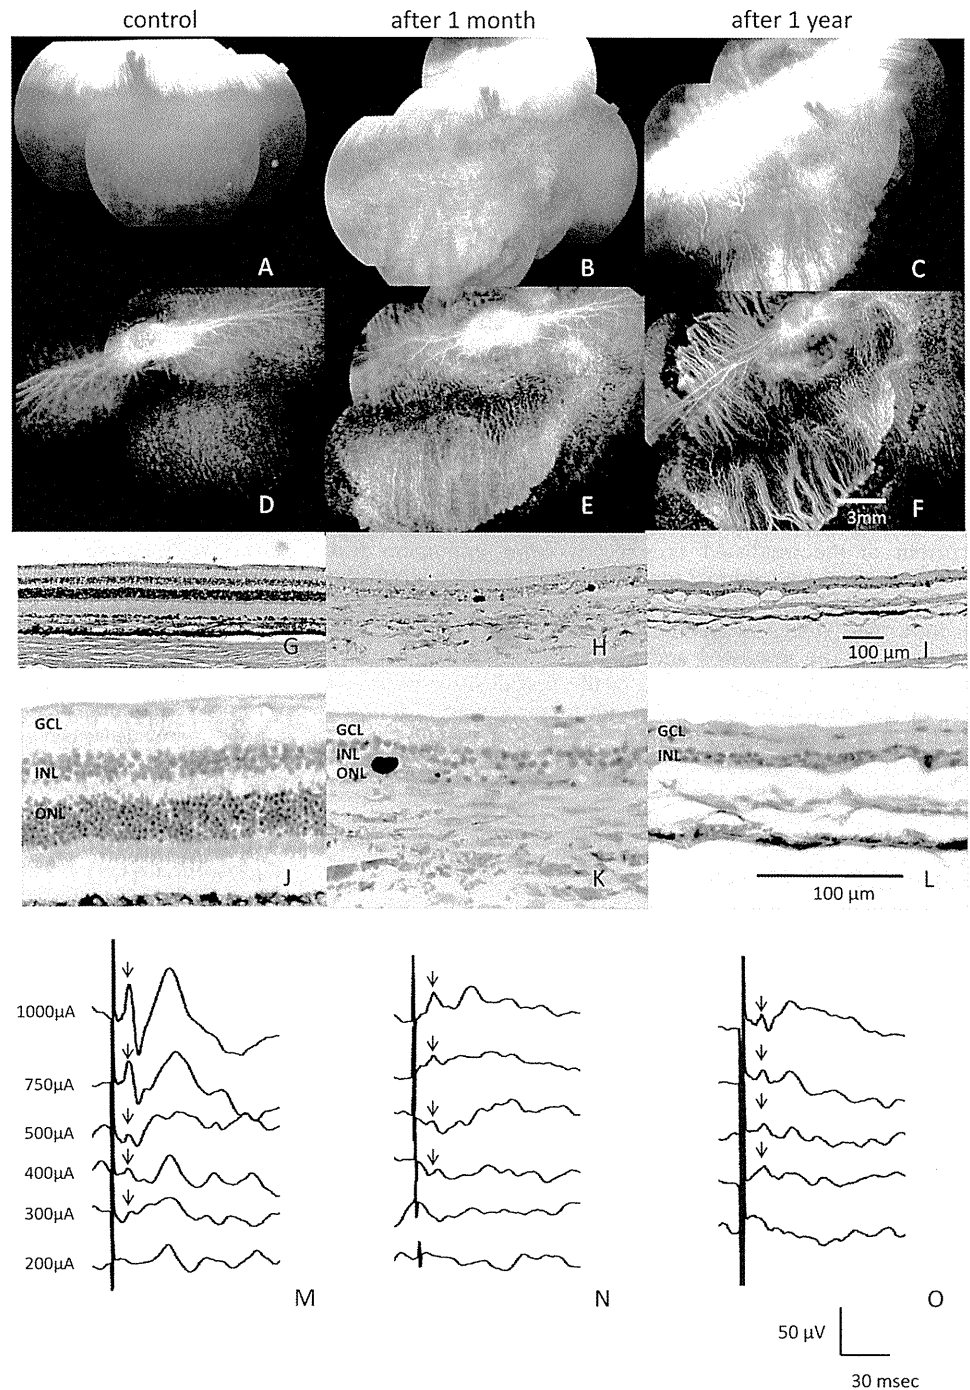 control after 1 month after 1 year
A B C
D E F
3mm
G H I
100 μm
GCL GCL GCL
INL INL INL
ONL ONL
J K L
100 μm
1000μA
750μA
500μA
400μA
300μA
200μA
M N O
50 μV
30 msec